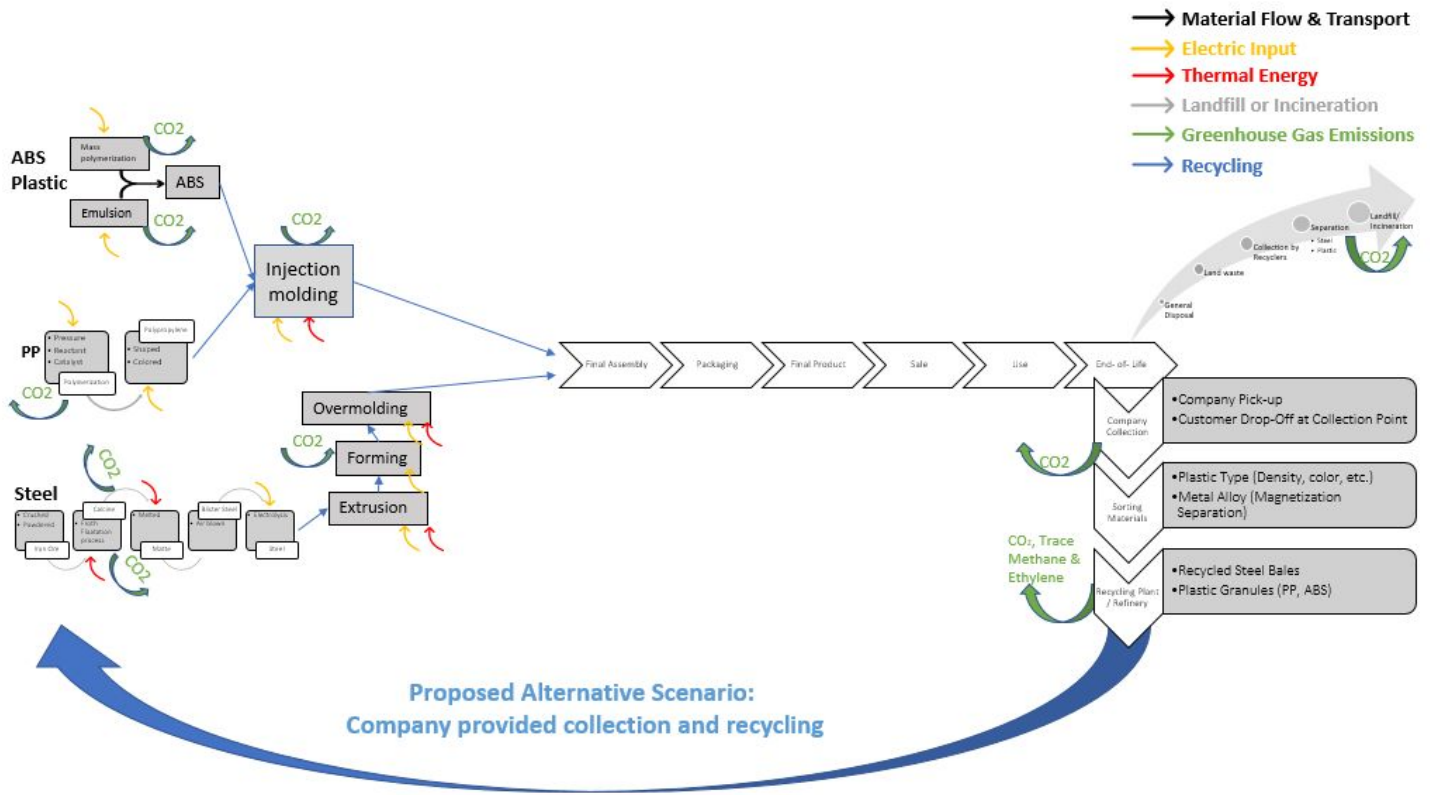 Material Flow & Transport
Electric Input
Thermal Energy
Landfill or Incineration
Greenhouse Gas Emissions
Recycling
ABS
Plastic
Mass
polymerization
CO2
ABS
Emulsion
CO2
CO2
Injection
molding
PP
• Pressure
• Reactant
• Catalyst
Polymerization
Polypropylene
• Shaped
• Colored
CO2
Steel
• Crushed
• Powdered
Iron Ore
Calcine
• Froth
Floatation
process
CO2
CO2
• Melted
Matte
Blister Steel
• Air Blown
• Electrolysis
Steel
Extrusion
Forming
CO2
Overmolding
Final Assembly
Packaging
Final Product
Sale
Use
End- of- Life
General
Disposal
Land waste
Collection by
Recyclers
Separation
• Steel
• Plastic
Landfill/
Incineration
CO2
Company
Collection
•Company Pick-up
•Customer Drop-Off at Collection Point
CO2
Sorting
Materials
•Plastic Type (Density, color, etc.)
•Metal Alloy (Magnetization
Separation)
CO₂, Trace
Methane &
Ethylene
Recycling Plant
/ Refinery
•Recycled Steel Bales
•Plastic Granules (PP, ABS)
Proposed Alternative Scenario:
Company provided collection and recycling